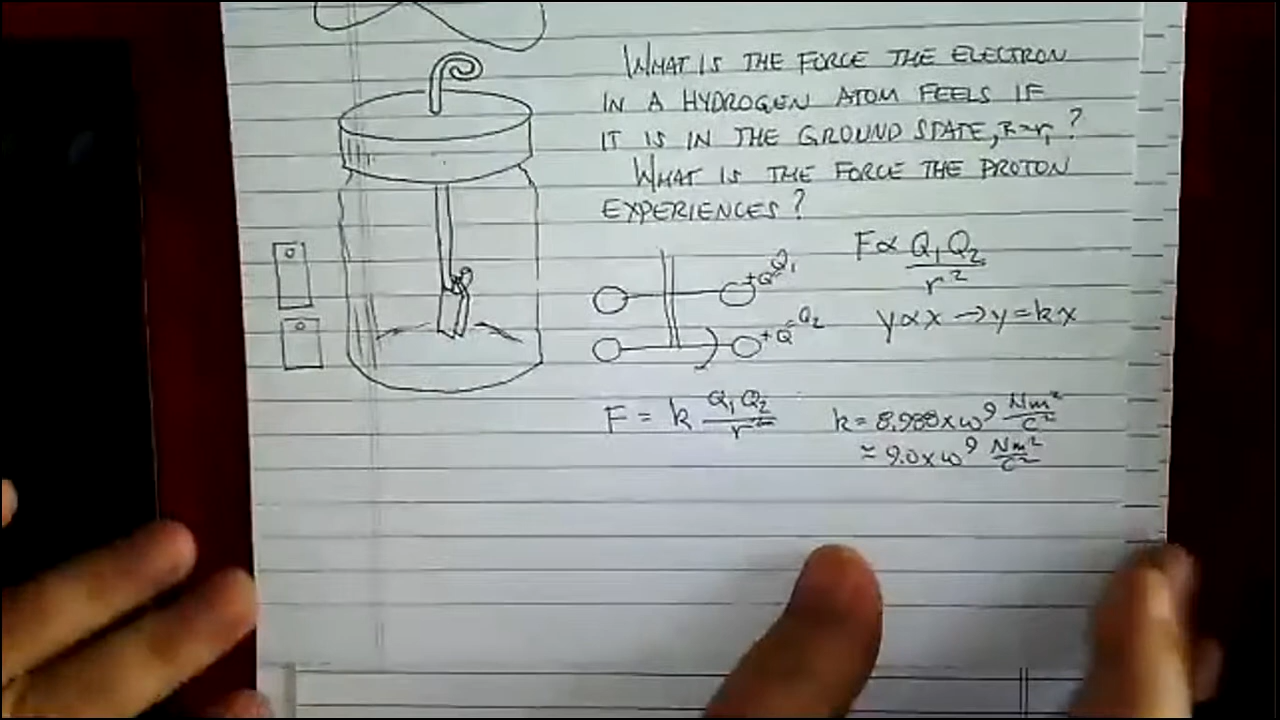 WHAT IS THE FORCE THE ELECTRON
IN A HYDROGEN ATOM FEELS IF
IT IS IN THE GROUND STATE, R=r₁?
WHAT IS THE FORCE THE PROTON
EXPERIENCES?
F∝ Q₁Q₂/r²
+Q=Q₁
y∝x→y=kx
+Q=Q₂
F = k Q₁Q₂/r²
k=8.988×10⁹ Nm²/C²
≈9.0×10⁹ Nm²/C²